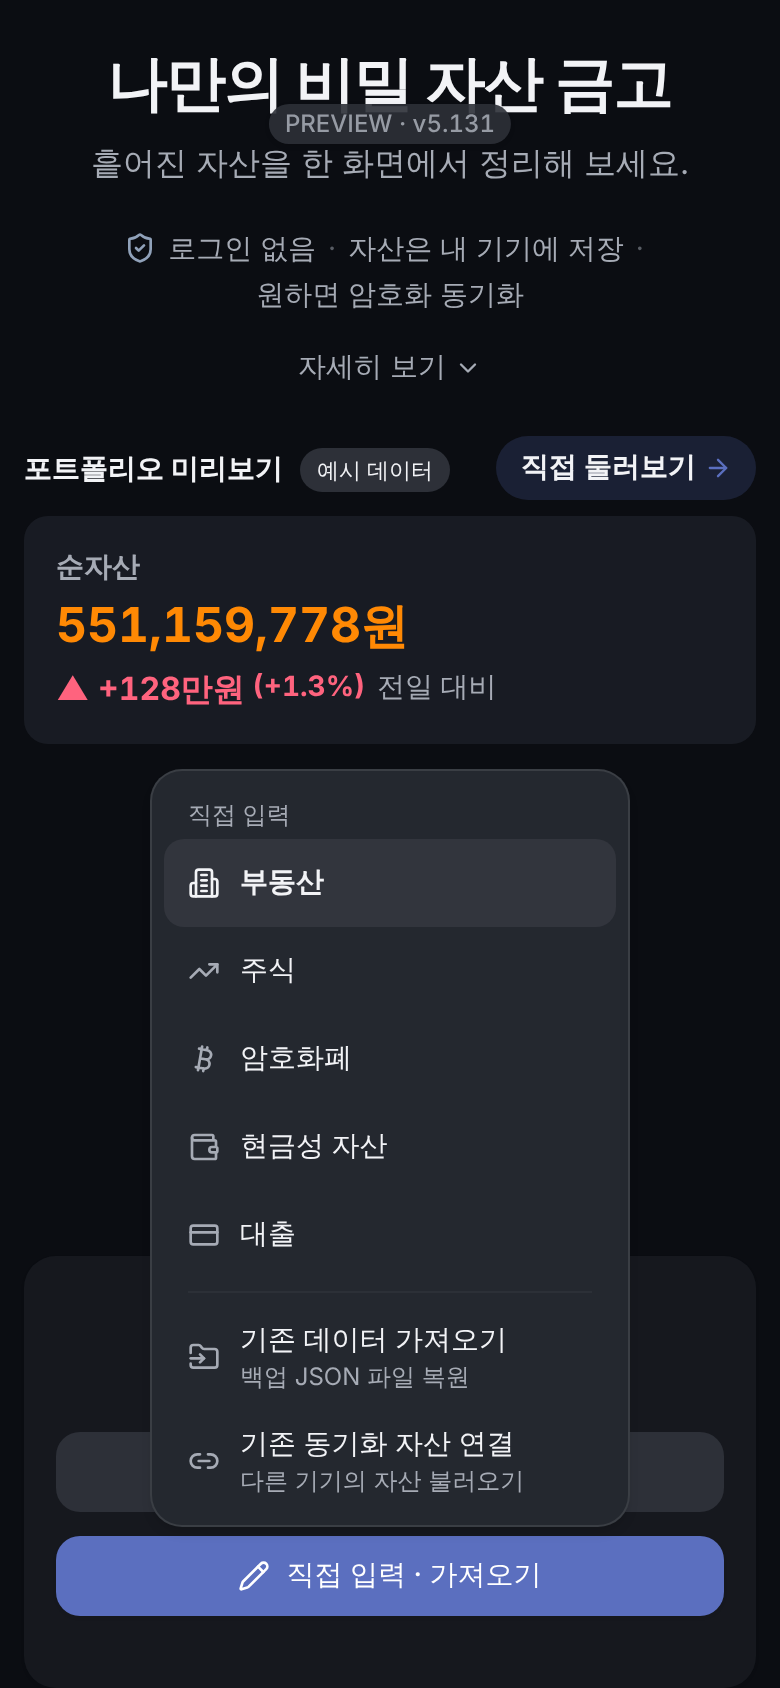 나만의 비밀 자산 금고
PREVIEW · v5.131
흩어진 자산을 한 화면에서 정리해 보세요.
로그인 없음 · 자산은 내 기기에 저장 ·
원하면 암호화 동기화
자세히 보기
포트폴리오 미리보기 예시 데이터 직접 둘러보기
순자산
551,159,778원
▲ +128만원 (+1.3%) 전일 대비
직접 입력
부동산
주식
암호화폐
현금성 자산
대출
기존 데이터 가져오기
백업 JSON 파일 복원
기존 동기화 자산 연결
다른 기기의 자산 불러오기
직접 입력 · 가져오기